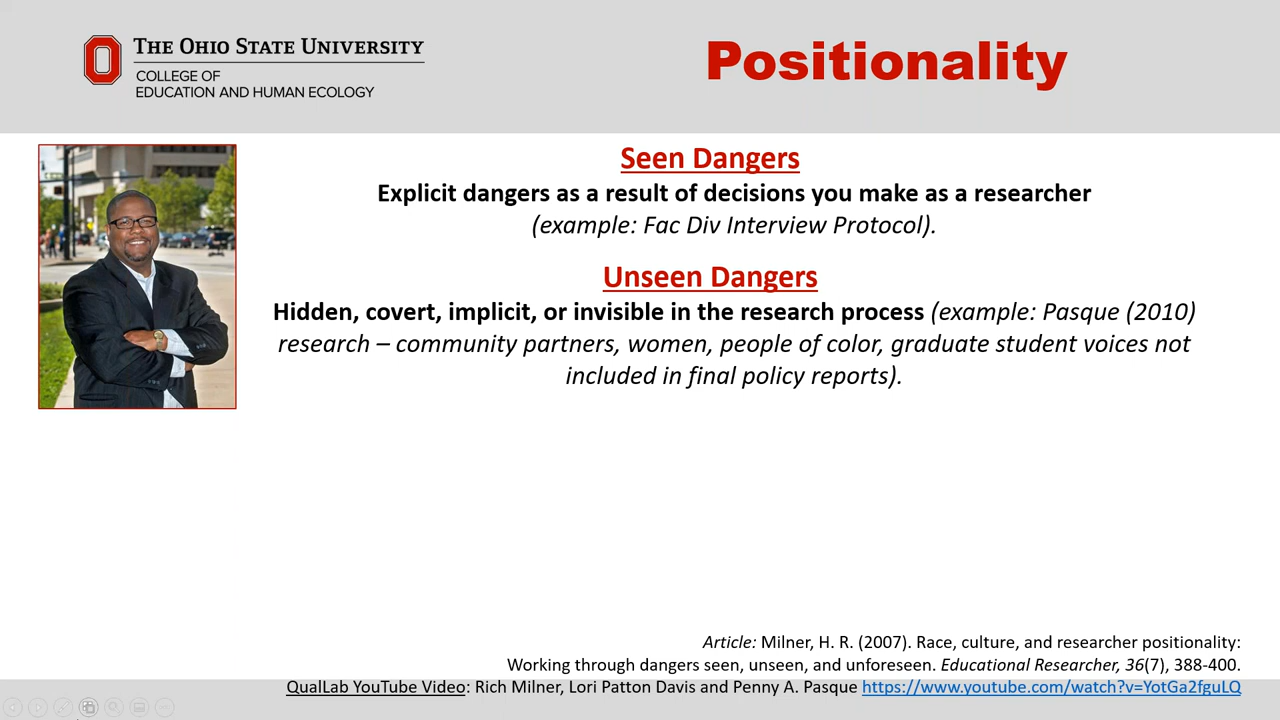 THE OHIO STATE UNIVERSITY
COLLEGE OF
EDUCATION AND HUMAN ECOLOGY
Positionality
Seen Dangers
Explicit dangers as a result of decisions you make as a researcher
(example: Fac Div Interview Protocol).
Unseen Dangers
Hidden, covert, implicit, or invisible in the research process (example: Pasque (2010)
research – community partners, women, people of color, graduate student voices not
included in final policy reports).
Article: Milner, H. R. (2007). Race, culture, and researcher positionality:
Working through dangers seen, unseen, and unforeseen. Educational Researcher, 36(7), 388-400.
QualLab YouTube Video: Rich Milner, Lori Patton Davis and Penny A. Pasque https://www.youtube.com/watch?v=YotGa2fguLQ